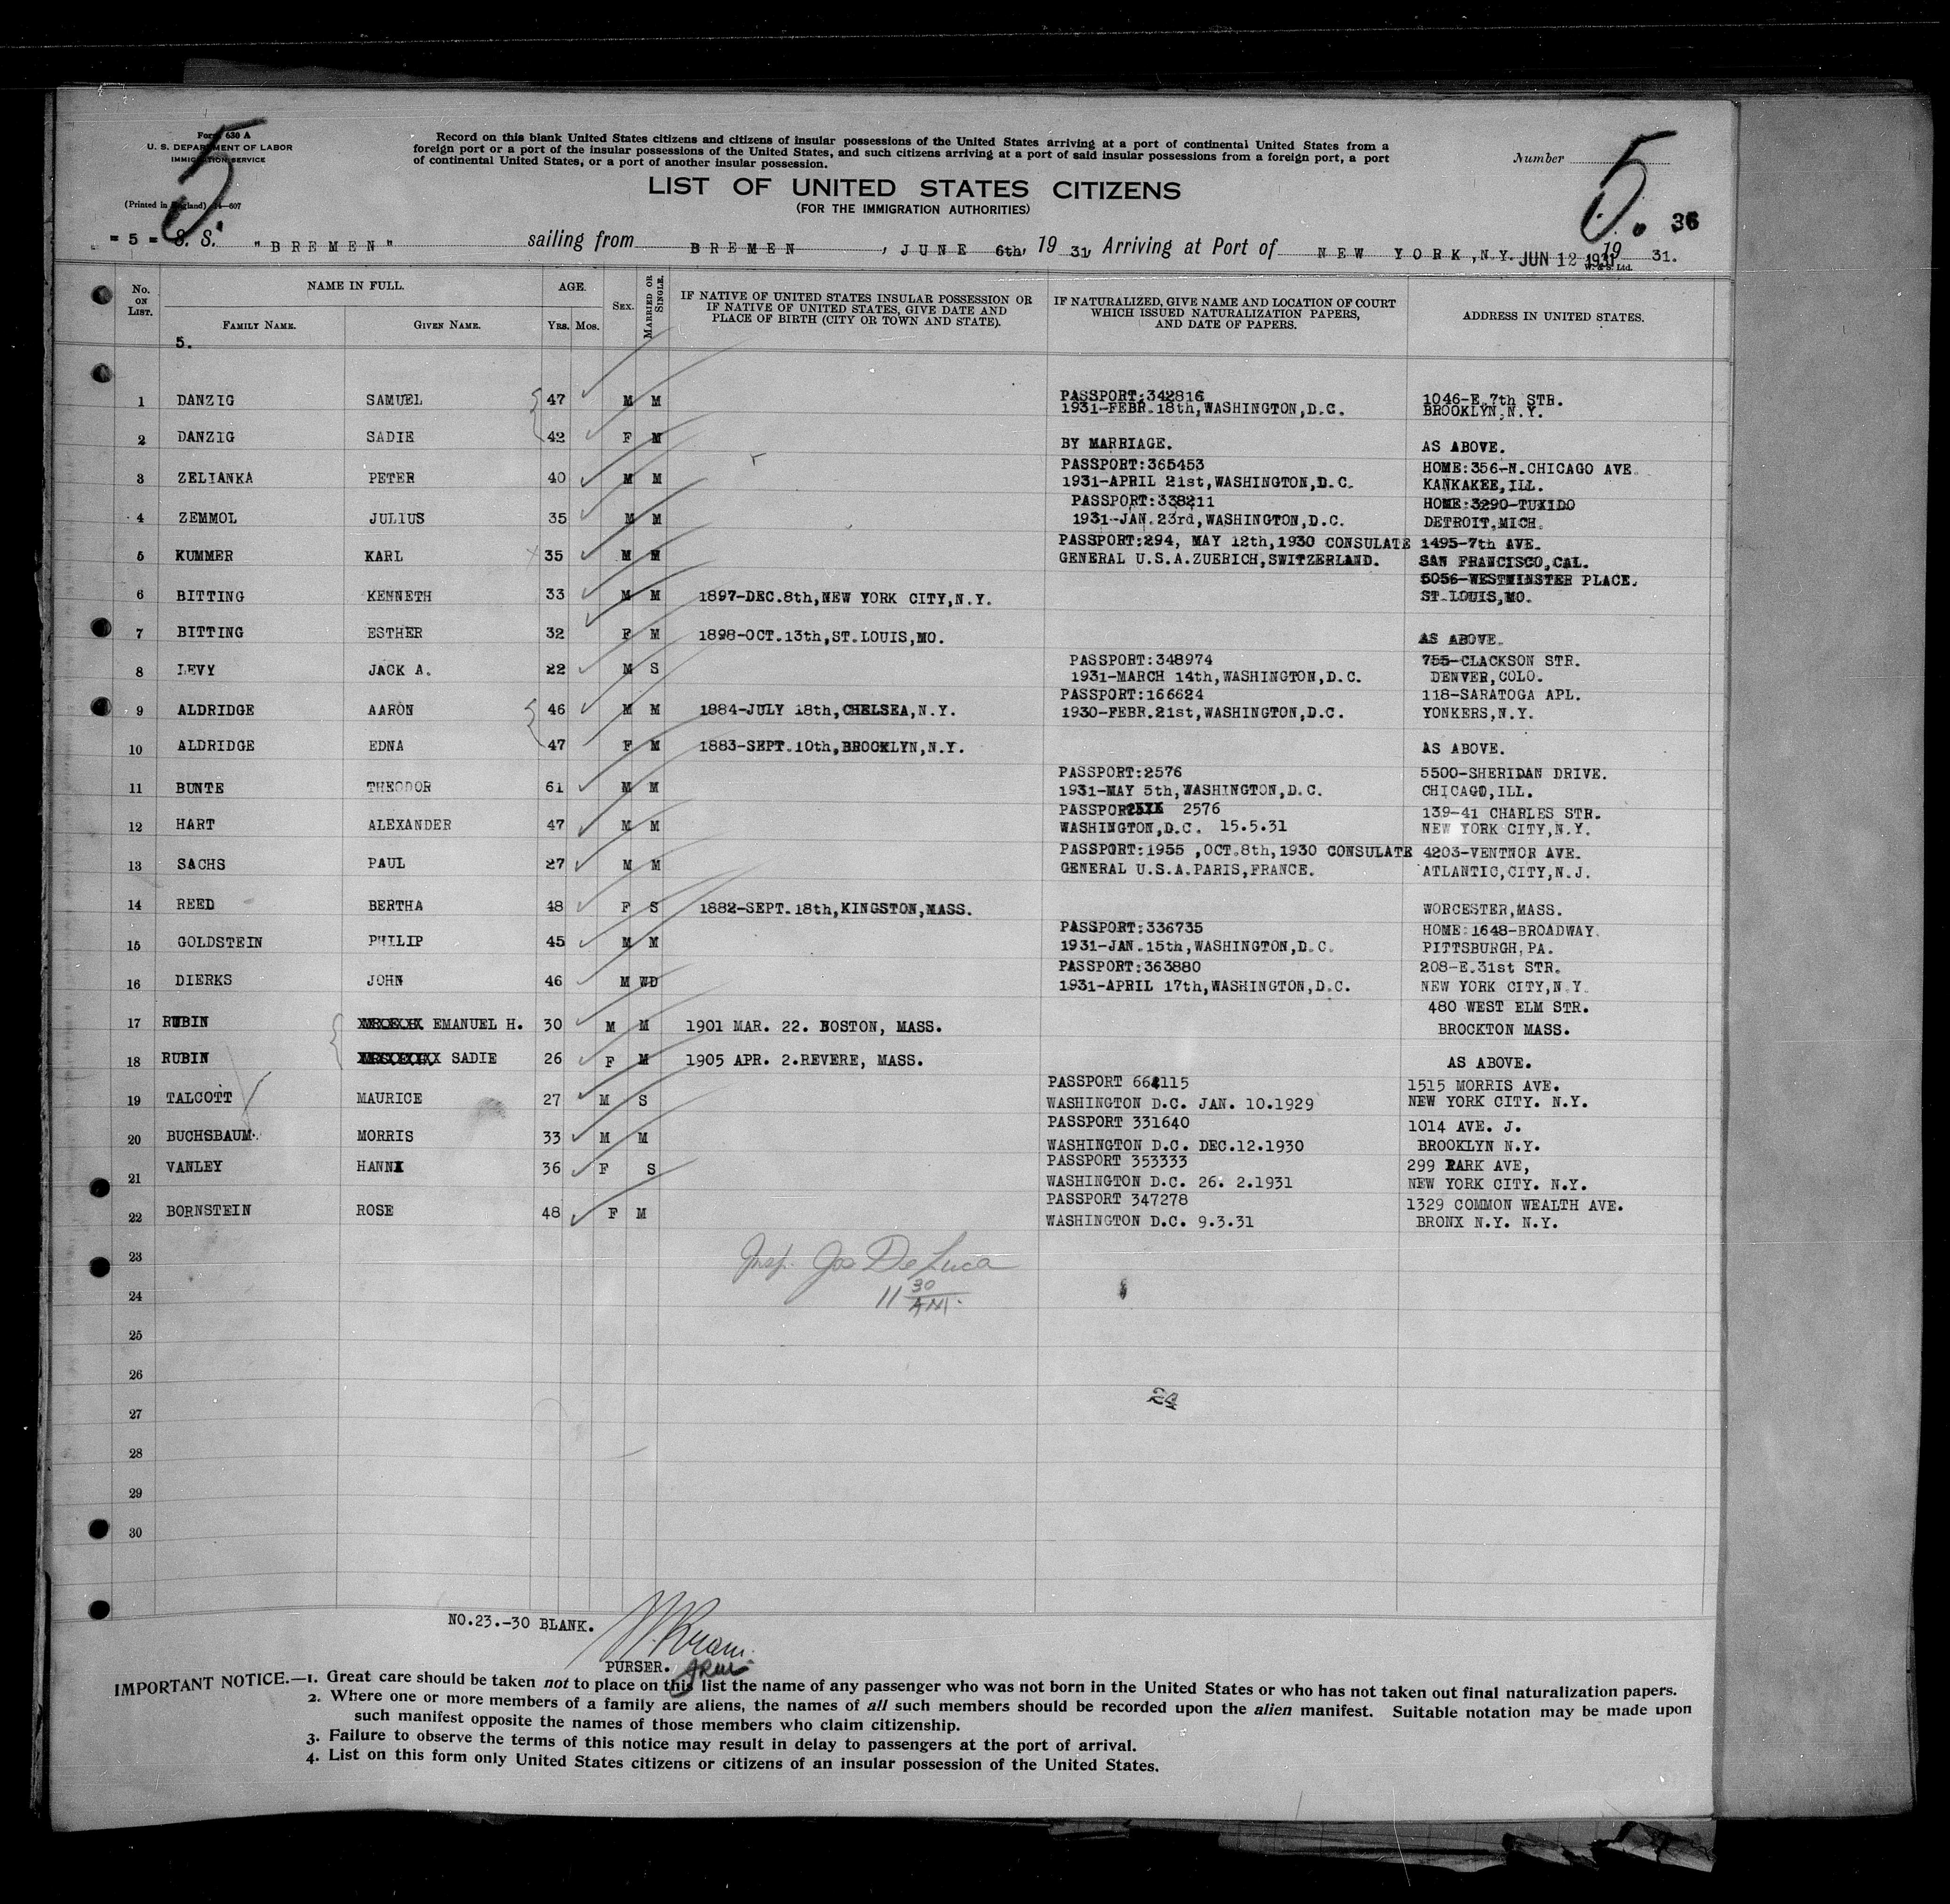 Form 630 A
U. S. DEPARTMENT OF LABOR
IMMIGRATION SERVICE
(Printed in England) 14—607
5.
Record on this blank United States citizens and citizens of insular possessions of the United States arriving at a port of continental United States from a
foreign port or a port of the insular possessions of the United States, and such citizens arriving at a port of said insular possessions from a foreign port, a port
of continental United States, or a port of another insular possession.
Number
5.
36
LIST OF UNITED STATES CITIZENS
(FOR THE IMMIGRATION AUTHORITIES)
= 5 = S. S. "BREMEN" sailing from BREMEN, JUNE 6th, 19 31, Arriving at Port of NEW YORK, N.Y. JUN 12 1931 19 31.
W. & S. Ltd.
No. ON LIST. NAME IN FULL. FAMILY NAME. GIVEN NAME. AGE. Yrs. Mos. SEX. MARRIED OR SINGLE. IF NATIVE OF UNITED STATES INSULAR POSSESSION OR IF NATIVE OF UNITED STATES, GIVE DATE AND PLACE OF BIRTH (CITY OR TOWN AND STATE). IF NATURALIZED, GIVE NAME AND LOCATION OF COURT WHICH ISSUED NATURALIZATION PAPERS, AND DATE OF PAPERS. ADDRESS IN UNITED STATES.
5.
1 DANZIG SAMUEL 47 M M PASSPORT:342816 1046-E.7th STR.
1931-FEBR.18th,WASHINGTON,D.C. BROOKLYN,N.Y.
2 DANZIG SADIE 42 F M BY MARRIAGE. AS ABOVE.
3 ZELIANKA PETER 40 M M PASSPORT:365453 HOME:356-N.CHICAGO AVE.
1931-APRIL 21st,WASHINGTON,D.C. KANKAKEE,ILL.
4 ZEMMOL JULIUS 35 M M PASSPORT:338211 HOME:3290-TUXIDO
1931-JAN.23rd,WASHINGTON,D.C. DETROIT,MICH.
5 KUMMER KARL 35 M M PASSPORT:294, MAY 12th,1930 CONSULATE 1495-7th AVE.
GENERAL U.S.A.ZUERICH,SWITZERLAND. SAN FRANCISCO,CAL.
5056-WESTMINSTER PLACE.
6 BITTING KENNETH 33 M M 1897-DEC.8th,NEW YORK CITY,N.Y. ST.LOUIS,MO.
7 BITTING ESTHER 32 F M 1898-OCT.13th,ST.LOUIS,MO. AS ABOVE.
8 LEVY JACK A. 22 M S PASSPORT:348974 755-CLACKSON STR.
1931-MARCH 14th,WASHINGTON,D.C. DENVER,COLO.
9 ALDRIDGE AARON 46 M M 1884-JULY 18th,CHELSEA,N.Y. PASSPORT:166624 118-SARATOGA APL.
1930-FEBR.21st,WASHINGTON,D.C. YONKERS,N.Y.
10 ALDRIDGE EDNA 47 F M 1883-SEPT.10th,BROOKLYN,N.Y. AS ABOVE.
11 BUNTE THEODOR 61 M M PASSPORT:2576 5500-SHERIDAN DRIVE.
1931-MAY 5th,WASHINGTON,D.C. CHICAGO,ILL.
12 HART ALEXANDER 47 M M 2576 139-41 CHARLES STR.
WASHINGTON,D.C. 15.5.31 NEW YORK CITY,N.Y.
13 SACHS PAUL 27 M M PASSPORT:1955 ,OCT.8th,1930 CONSULATE 4203-VENTNOR AVE.
GENERAL U.S.A.PARIS,FRANCE. ATLANTIC,CITY,N.J.
14 REED BERTHA 48 F S 1882-SEPT.18th,KINGSTON,MASS. WORCESTER,MASS.
15 GOLDSTEIN PHILIP 45 M M PASSPORT:336735 HOME:1648-BROADWAY.
1931-JAN.15th,WASHINGTON,D.C. PITTSBURGH,PA.
16 DIERKS JOHN 46 M WD PASSPORT:363880 208-E.31st STR.
1931-APRIL 17th,WASHINGTON,D.C. NEW YORK CITY,N.Y.
17 RUBIN EMANUEL H. 30 M M 1901 MAR. 22. BOSTON, MASS. 480 WEST ELM STR.
BROCKTON MASS.
18 RUBIN SADIE 26 F M 1905 APR. 2.REVERE, MASS. AS ABOVE.
19 TALCOTT MAURICE 27 M S PASSPORT 664115 1515 MORRIS AVE.
WASHINGTON D.C. JAN. 10.1929 NEW YORK CITY. N.Y.
20 BUCHSBAUM. MORRIS 33 M M PASSPORT 331640 1014 AVE. J.
WASHINGTON D.C. DEC.12.1930 BROOKLYN N.Y.
21 VANLEY HANNI 36 F S PASSPORT 353333 299 PARK AVE,
WASHINGTON D.C. 26. 2.1931 NEW YORK CITY. N.Y.
22 BORNSTEIN ROSE 48 F M PASSPORT 347278 1329 COMMON WEALTH AVE.
WASHINGTON D.C. 9.3.31 BRONX N.Y. N.Y.
23
Insp. Jos De Luca
24
11 30 AM.
25
26
24
27
28
29
30
NO.23.-30 BLANK.
PURSER.
IMPORTANT NOTICE.—1. Great care should be taken not to place on this list the name of any passenger who was not born in the United States or who has not taken out final naturalization papers.
2. Where one or more members of a family are aliens, the names of all such members should be recorded upon the alien manifest. Suitable notation may be made upon
such manifest opposite the names of those members who claim citizenship.
3. Failure to observe the terms of this notice may result in delay to passengers at the port of arrival.
4. List on this form only United States citizens or citizens of an insular possession of the United States.